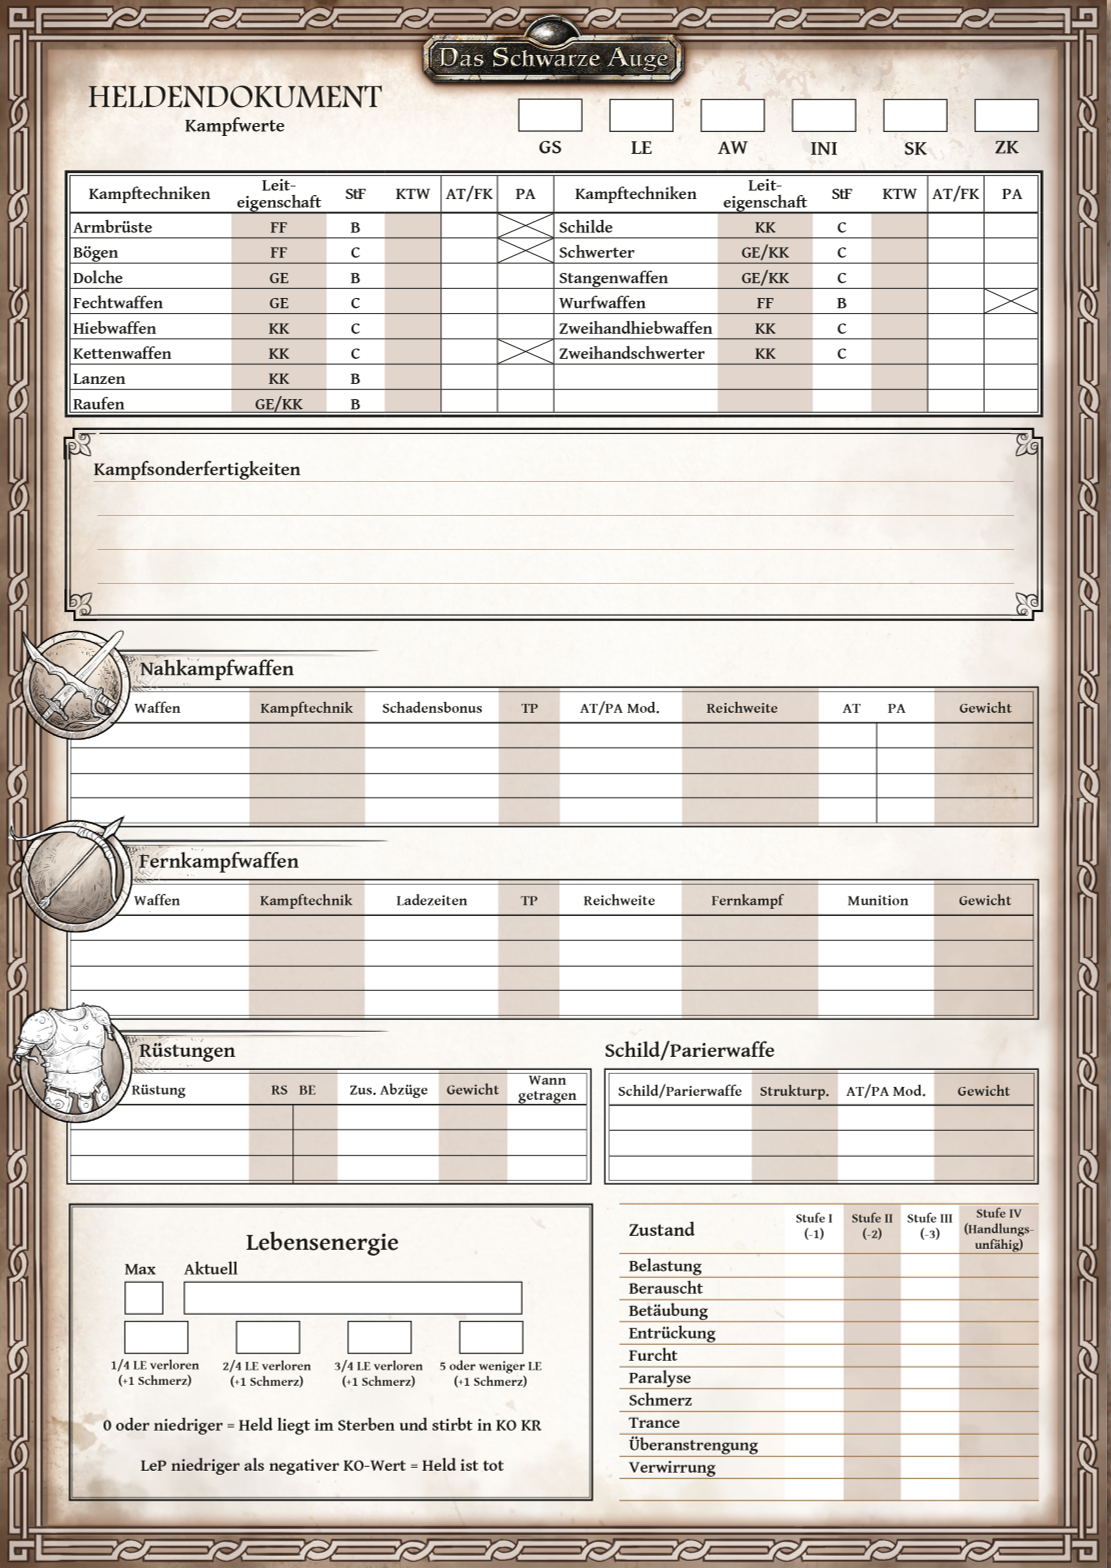 Das Schwarze Auge
HELDENDOKUMENT
Kampfwerte
GS LE AW INI SK ZK
Kampftechniken Leit-eigenschaft StF KTW AT/FK PA Kampftechniken Leit-eigenschaft StF KTW AT/FK PA
Armbrüste FF B Schilde KK C
Bögen FF C Schwerter GE/KK C
Dolche GE B Stangenwaffen GE/KK C
Fechtwaffen GE C Wurfwaffen FF B
Hiebwaffen KK C Zweihandhiebwaffen KK C
Kettenwaffen KK C Zweihandschwerter KK C
Lanzen KK B
Raufen GE/KK B
Kampfsonderfertigkeiten
Nahkampfwaffen
Waffen Kampftechnik Schadensbonus TP AT/PA Mod. Reichweite AT PA Gewicht
Fernkampfwaffen
Waffen Kampftechnik Ladezeiten TP Reichweite Fernkampf Munition Gewicht
Rüstungen
Rüstung RS BE Zus. Abzüge Gewicht Wann getragen
Schild/Parierwaffe
Schild/Parierwaffe Strukturp. AT/PA Mod. Gewicht
Lebensenergie
Max Aktuell
1/4 LE verloren 2/4 LE verloren 3/4 LE verloren 5 oder weniger LE
(+1 Schmerz) (+1 Schmerz) (+1 Schmerz) (+1 Schmerz)
0 oder niedriger = Held liegt im Sterben und stirbt in KO KR
LeP niedriger als negativer KO-Wert = Held ist tot
Zustand Stufe I (-1) Stufe II (-2) Stufe III (-3) Stufe IV (Handlungs-unfähig)
Belastung
Berauscht
Betäubung
Entrückung
Furcht
Paralyse
Schmerz
Trance
Überanstrengung
Verwirrung